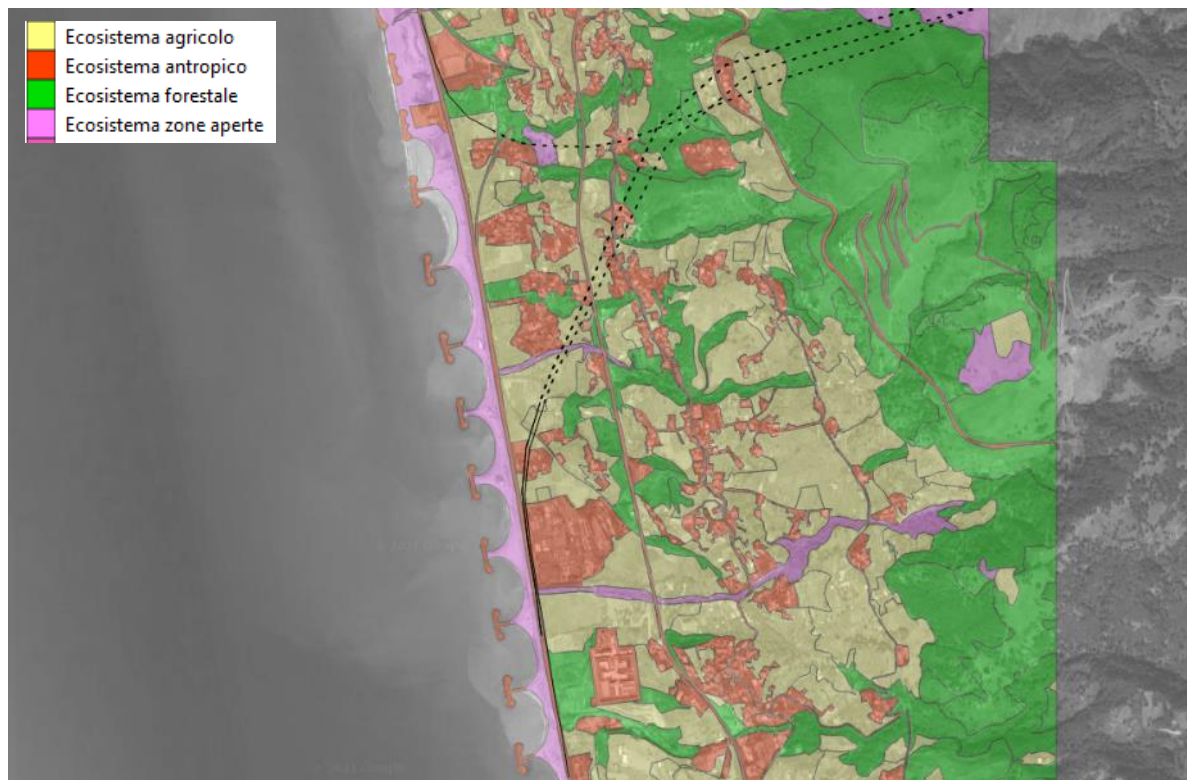 Ecosistema agricolo
Ecosistema antropico
Ecosistema forestale
Ecosistema zone aperte